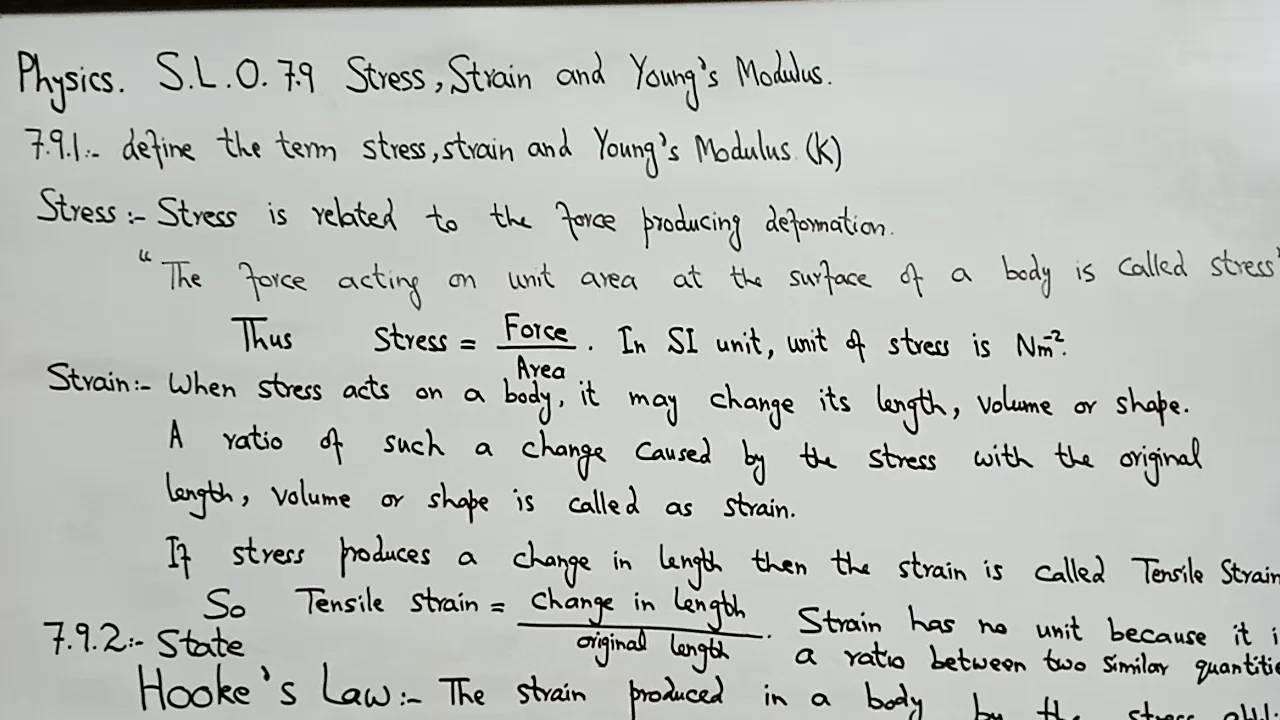 Physics. S.L.O. 7.9 Stress, Strain and Young's Modulus.
7.9.1:- define the term stress, strain and Young's Modulus (K)
Stress:- Stress is related to the force producing deformation.
"The force acting on unit area at the surface of a body is called stress"
Thus Stress = Force / Area . In SI unit, unit of stress is Nm⁻².
Strain:- When stress acts on a body, it may change its length, volume or shape.
A ratio of such a change caused by the stress with the original
length, volume or shape is called as strain.
If stress produces a change in length then the strain is called Tensile Strain
So Tensile strain = change in length / original length . Strain has no unit because it i
a ratio between two similar quantitie
7.9.2:- State
Hooke's Law:- The strain produced in a body by the stress